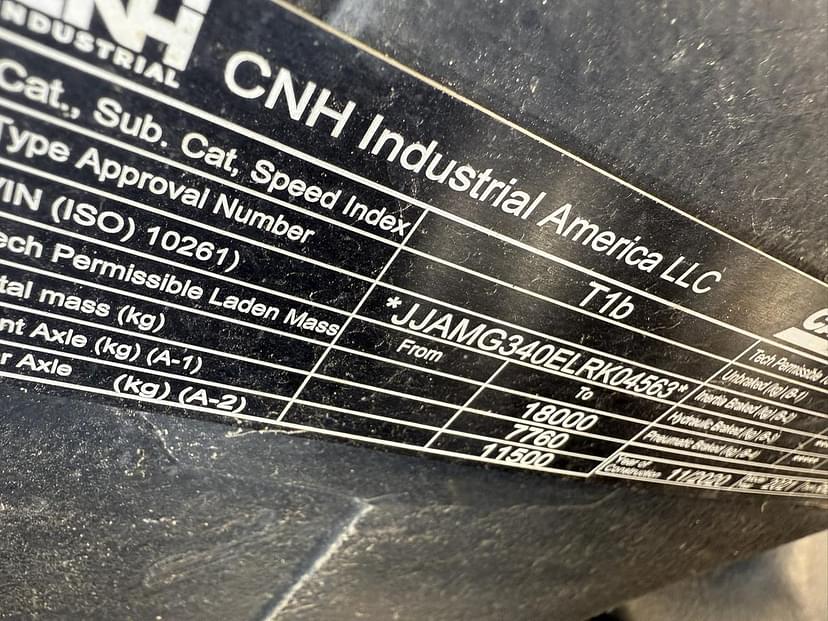 CNH
INDUSTRIAL
CNH Industrial America LLC
Cat., Sub. Cat, Speed Index T1b
Type Approval Number
VIN (ISO) 10261) *JJAMG340ELRK04563*
ech Permissible Laden Mass From To
tal mass (kg) 18000
nt Axle (kg) (A-1) 7760
r Axle (kg) (A-2) 11500
Tech Permissible
Unbraked (kg) (B-1)
Inertia Braked (kg) (B-2)
Hydraulic Braked (kg) (B-3)
Pneumatic Braked (kg) (B-4)
Year of
Construction 11/2020 2021